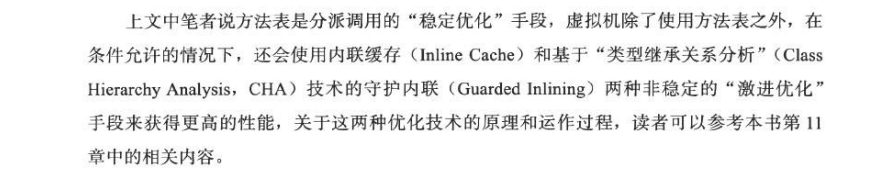 上文中笔者说方法表是分派调用的“稳定优化”手段，虚拟机除了使用方法表之外，在
条件允许的情况下，还会使用内联缓存（Inline Cache）和基于“类型继承关系分析”（Class
Hierarchy Analysis，CHA）技术的守护内联（Guarded Inlining）两种非稳定的“激进优化”
手段来获得更高的性能，关于这两种优化技术的原理和运作过程，读者可以参考本书第 11
章中的相关内容。